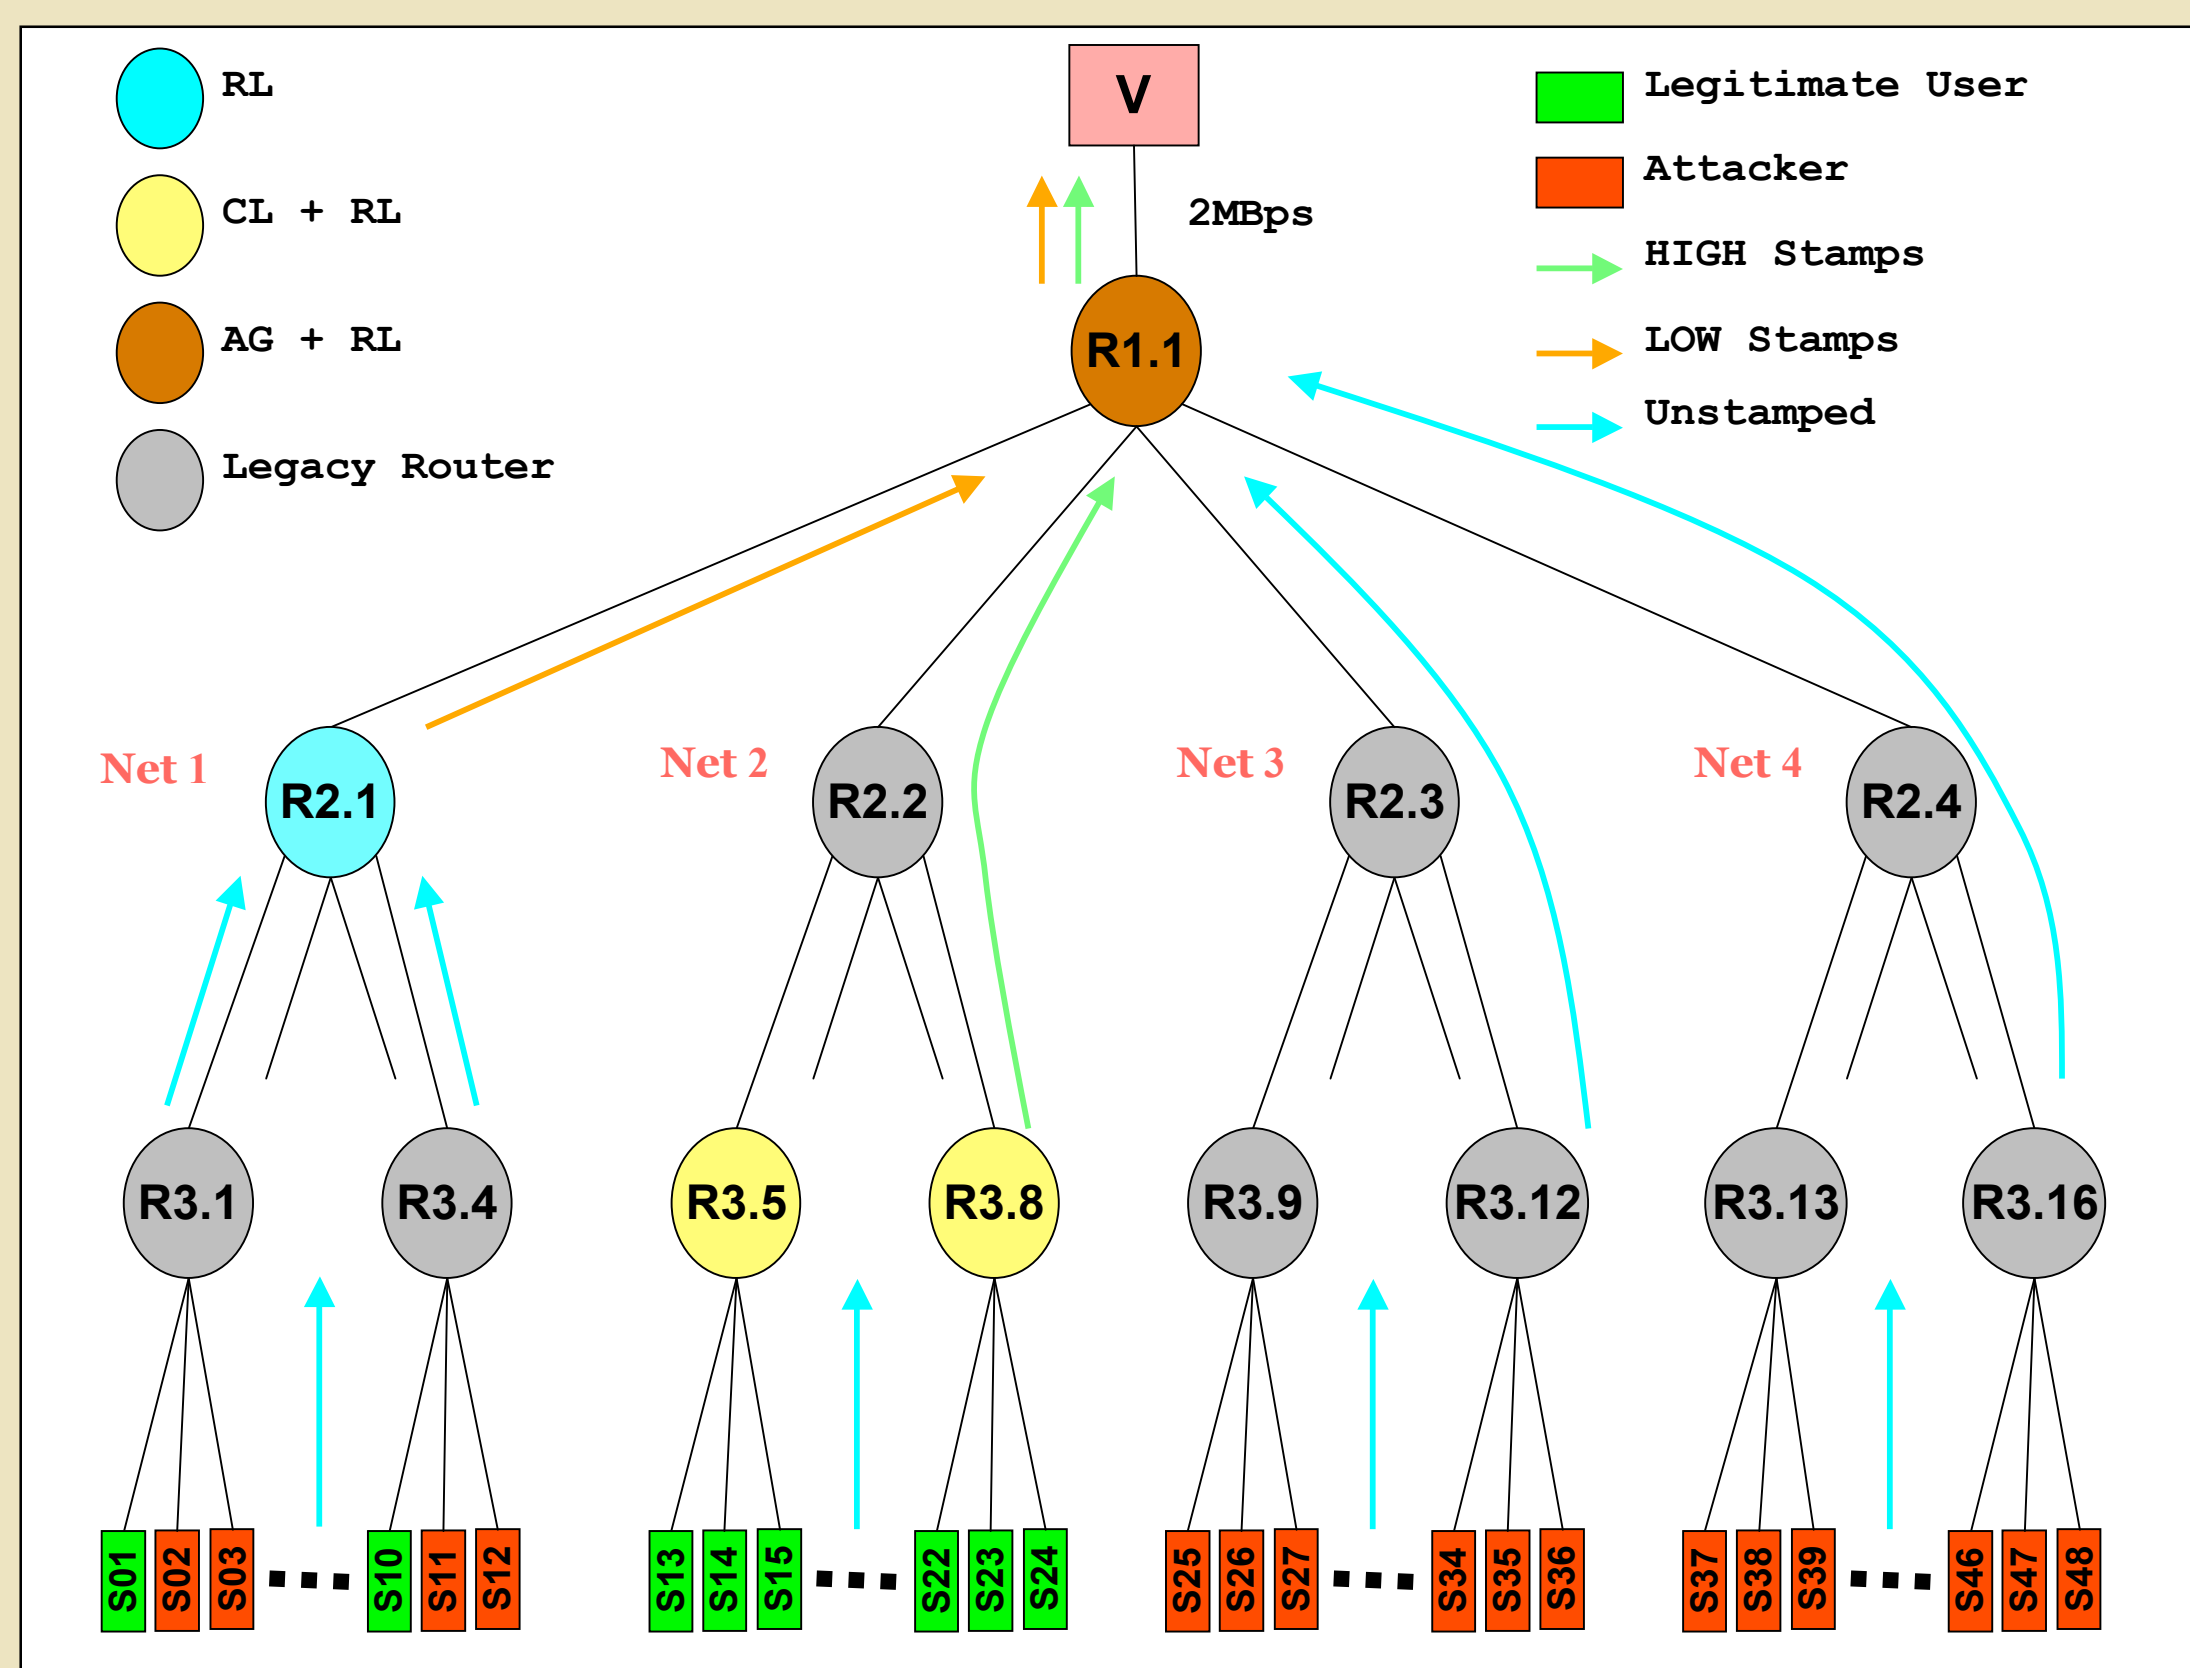 RL
CL + RL
AG + RL
Legacy Router
V
2MBps
Legitimate User
Attacker
HIGH Stamps
LOW Stamps
Unstamped
R1.1
Net 1
R2.1
Net 2
R2.2
Net 3
R2.3
Net 4
R2.4
R3.1
R3.4
R3.5
R3.8
R3.9
R3.12
R3.13
R3.16
S01
S02
S03
S10
S11
S12
S13
S14
S15
S22
S23
S24
S25
S26
S27
S34
S35
S36
S37
S38
S39
S46
S47
S48